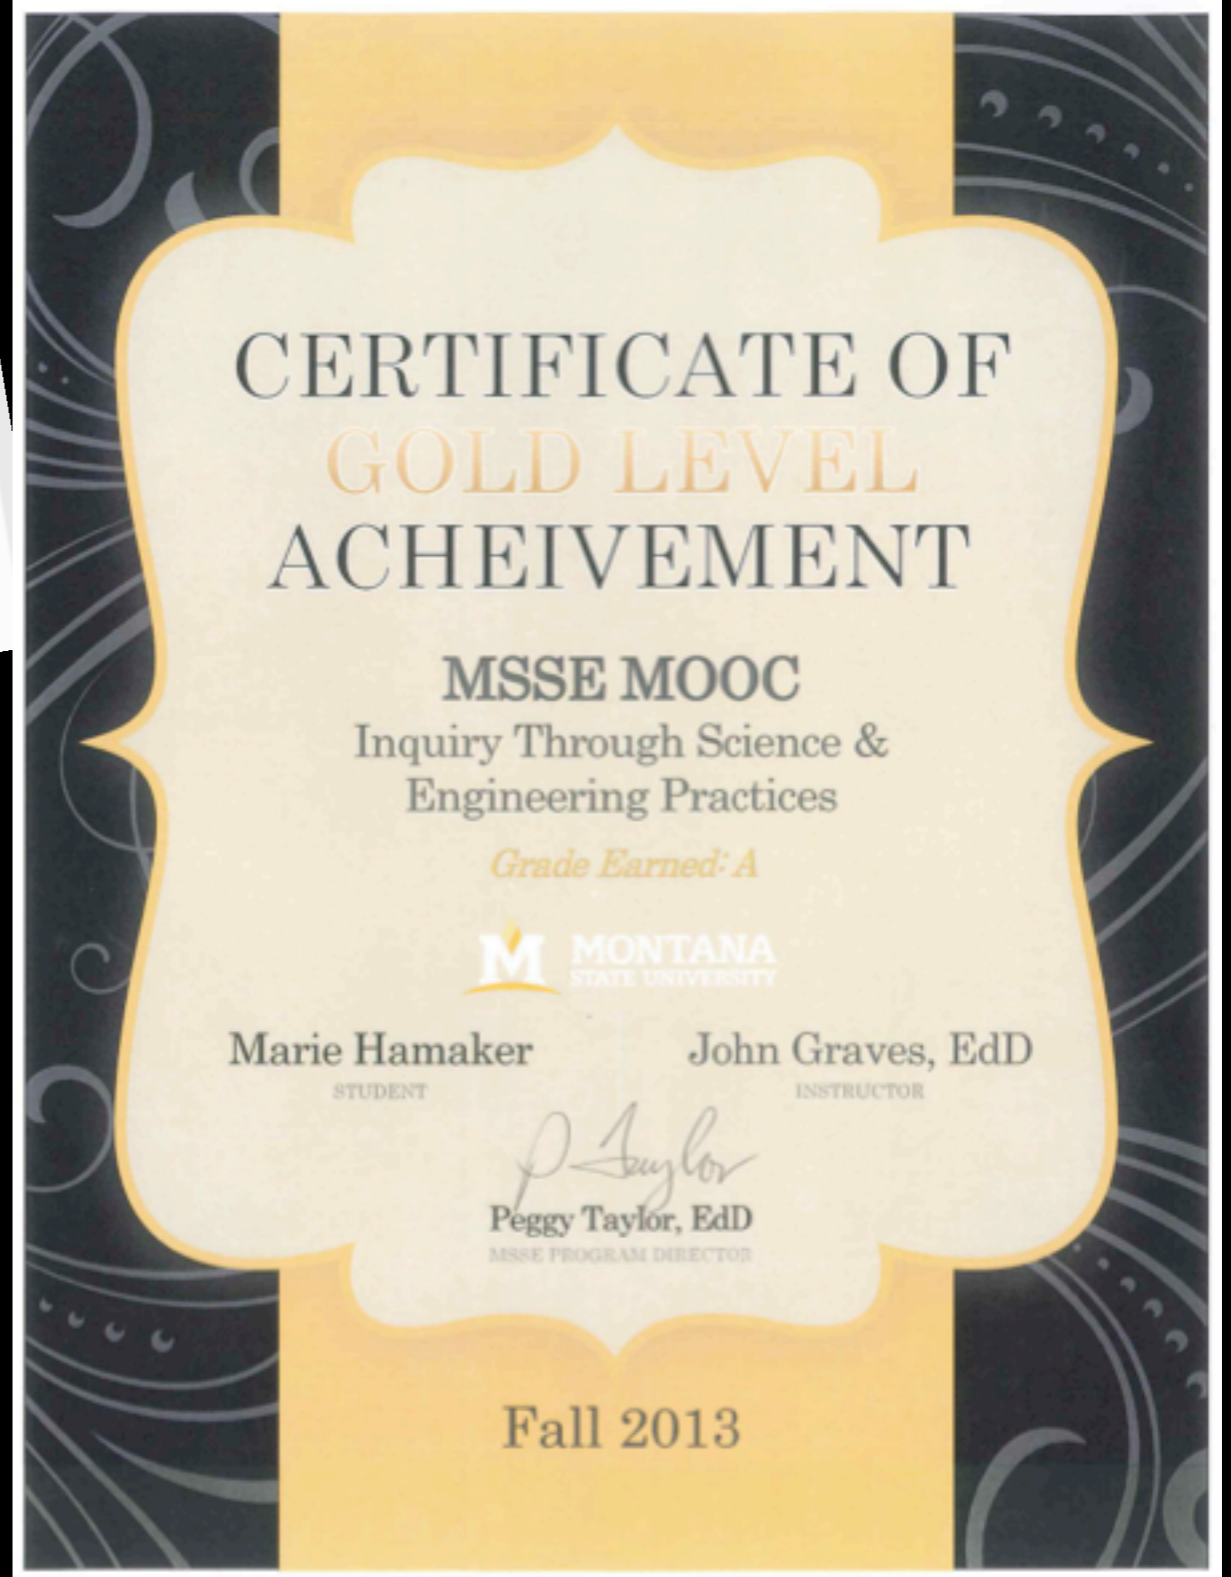 CERTIFICATE OF
GOLD LEVEL
ACHEIVEMENT
MSSE MOOC
Inquiry Through Science &
Engineering Practices
Grade Earned: A
M MONTANA
STATE UNIVERSITY
Marie Hamaker
STUDENT
John Graves, EdD
INSTRUCTOR
P Taylor
Peggy Taylor, EdD
MSSE PROGRAM DIRECTOR
Fall 2013